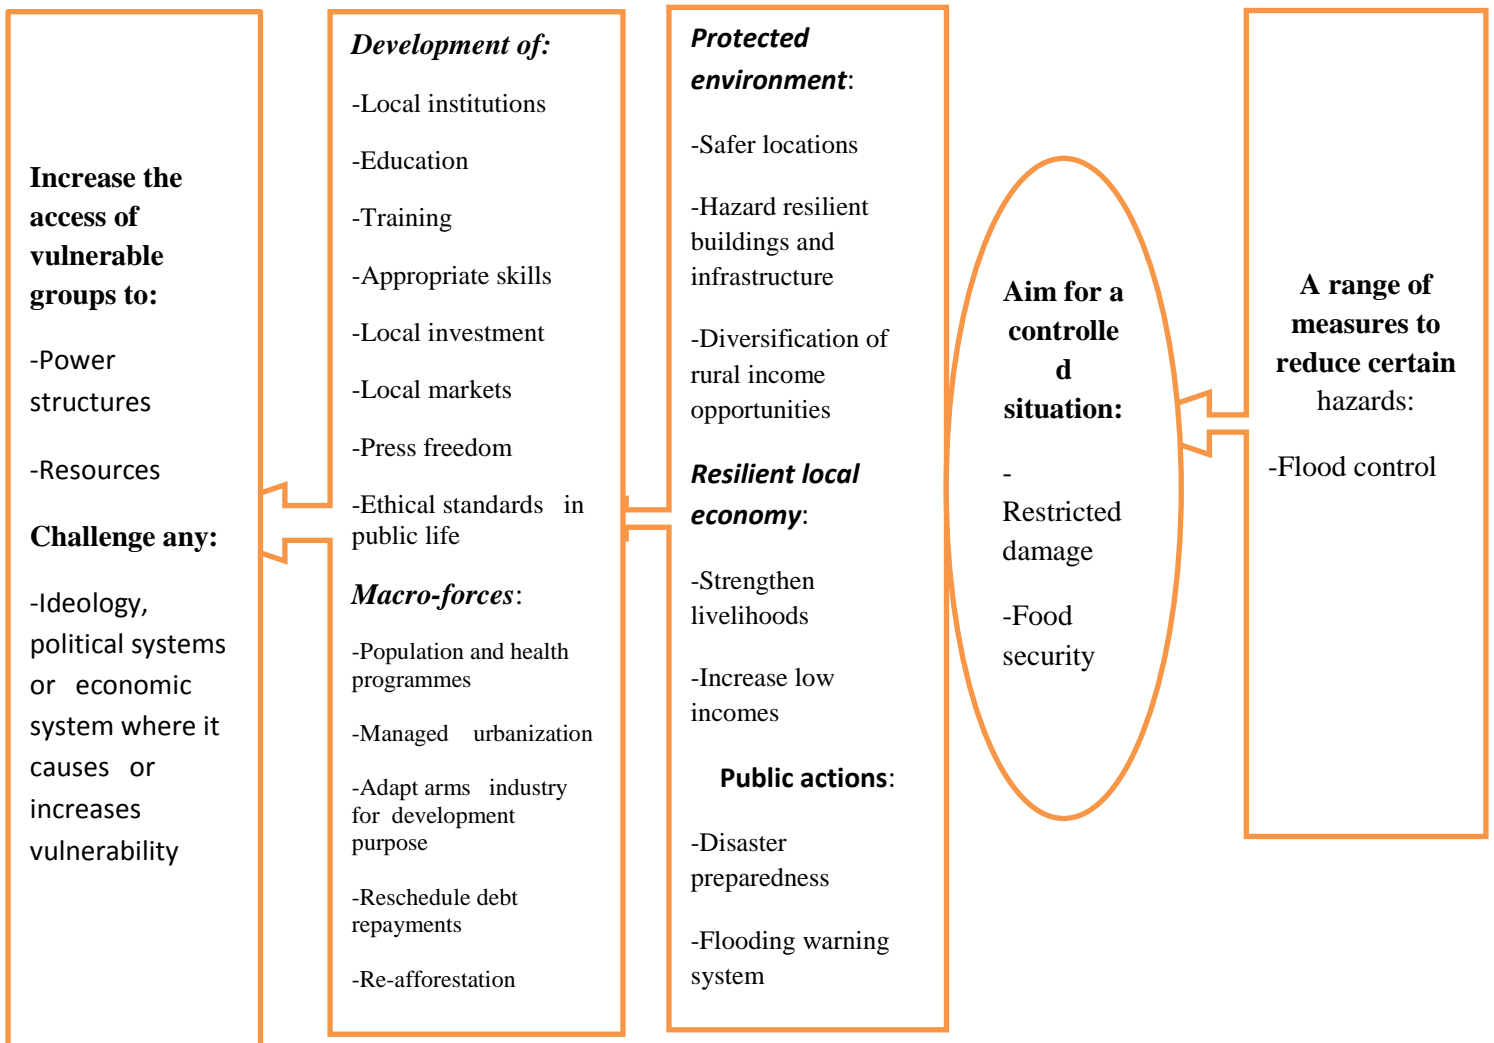 Increase the
access of
vulnerable
groups to:
-Power
structures
-Resources
Challenge any:
-Ideology,
political systems
or economic
system where it
causes or
increases
vulnerability
Development of:
-Local institutions
-Education
-Training
-Appropriate skills
-Local investment
-Local markets
-Press freedom
-Ethical standards in
public life
Macro-forces:
-Population and health
programmes
-Managed urbanization
-Adapt arms industry
for development
purpose
-Reschedule debt
repayments
-Re-afforestation
Protected
environment:
-Safer locations
-Hazard resilient
buildings and
infrastructure
-Diversification of
rural income
opportunities
Resilient local
economy:
-Strengthen
livelihoods
-Increase low
incomes
Public actions:
-Disaster
preparedness
-Flooding warning
system
Aim for a
controlle
d
situation:
-
Restricted
damage
-Food
security
A range of
measures to
reduce certain
hazards:
-Flood control